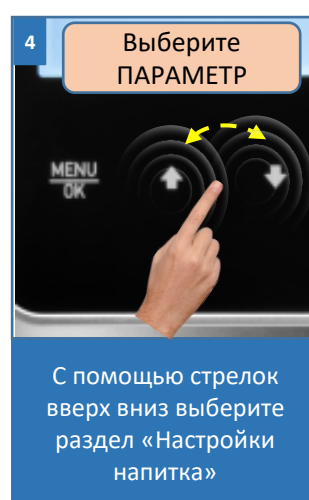 4
Выберите
ПАРАМЕТР
MENU
OK
С помощью стрелок
вверх вниз выберите
раздел «Настройки
напитка»